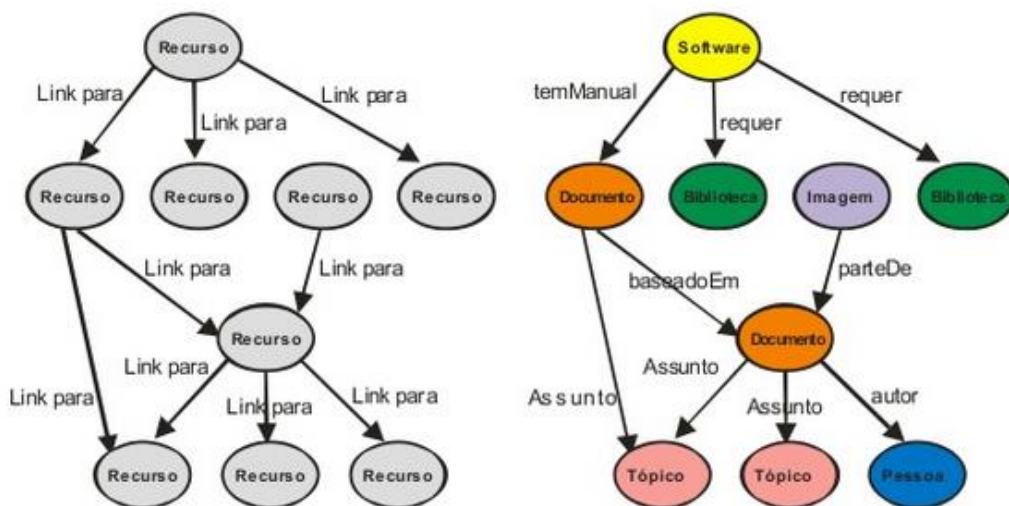 Recurso
Link para
Link para
Link para
Recurso
Recurso
Recurso
Recurso
Link para
Link para
Recurso
Link para
Link para
Link para
Link para
Recurso
Recurso
Recurso
Software
temManual
requer
requer
Documento
Biblioteca
Imagem
Biblioteca
baseadoEm
parteDe
Documento
Assunto
Assunto
Assunto
autor
Tópico
Tópico
Pessoa